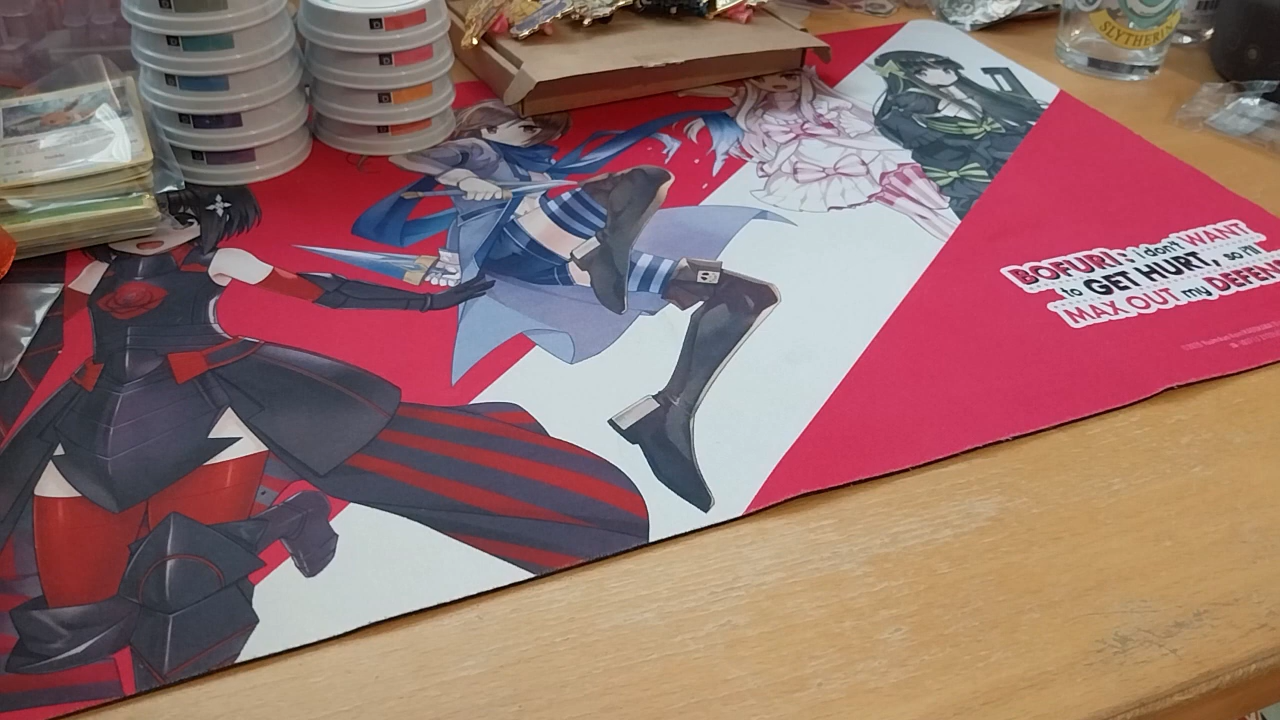 SLYTHERIN
BOFURI: I don't WANT
to GET HURT, so I'll
MAX OUT my DEFENSE